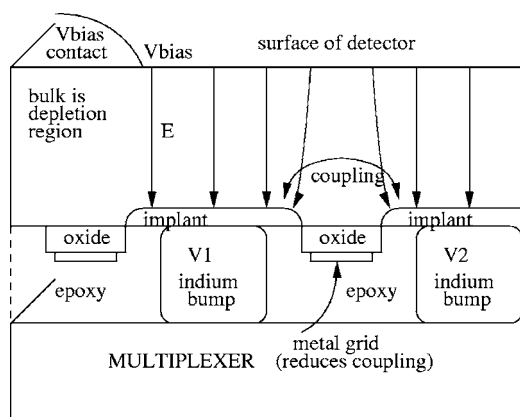 Vbias
contact
Vbias
surface of detector
bulk is
depletion
region
E
coupling
implant
implant
oxide
oxide
V1
V2
indium
bump
indium
bump
epoxy
epoxy
metal grid
(reduces coupling)
MULTIPLEXER